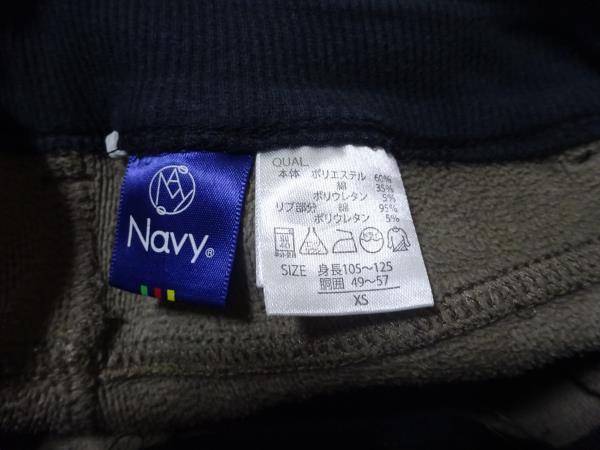 NAVY
Navy®
QUAL.
本体 ポリエステル 60%
綿 35%
ポリウレタン 5%
リブ部分 綿 95%
ポリウレタン 5%
SIZE 身長105～125
胴囲 49～57
XS